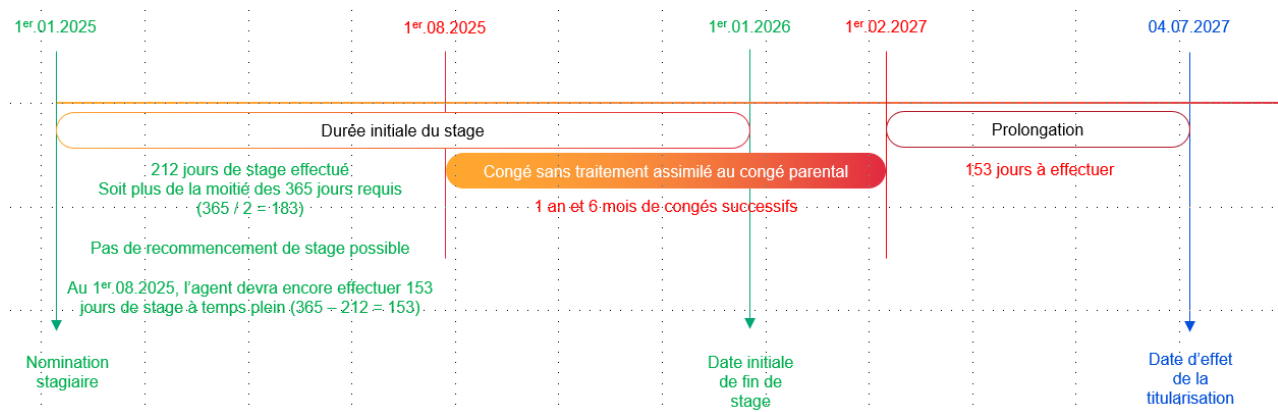 1er.01.2025
1er.08.2025
1er.01.2026
1er.02.2027
04.07.2027
Durée initiale du stage
Prolongation
212 jours de stage effectué
Soit plus de la moitié des 365 jours requis
(365 / 2 = 183)
Congé sans traitement assimilé au congé parental
153 jours à effectuer
1 an et 6 mois de congés successifs
Pas de recommencement de stage possible
Au 1er.08.2025, l'agent devra encore effectuer 153
jours de stage à temps plein (365 – 212 = 153)
Nomination
stagiaire
Date initiale
de fin de
stage
Date d'effet
de la
titularisation